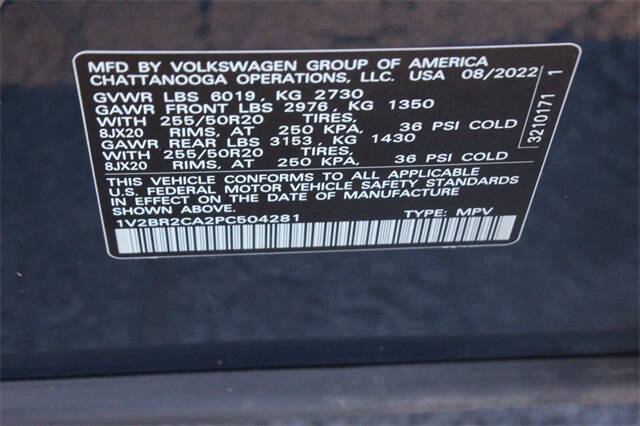 MFD BY VOLKSWAGEN GROUP OF AMERICA
CHATTANOOGA OPERATIONS, LLC. USA 08/2022
GVWR LBS 6019, KG 2730
GAWR FRONT LBS 2976, KG 1350
WITH 255/50R20 TIRES,
8JX20 RIMS, AT 250 KPA, 36 PSI COLD
GAWR REAR LBS 3153, KG 1430
WITH 255/50R20 TIRES,
8JX20 RIMS, AT 250 KPA, 36 PSI COLD
THIS VEHICLE CONFORMS TO ALL APPLICABLE
U.S. FEDERAL MOTOR VEHICLE SAFETY STANDARDS
IN EFFECT ON THE DATE OF MANUFACTURE
SHOWN ABOVE.
1V2BR2CA2PC504281 TYPE: MPV
3210171 1